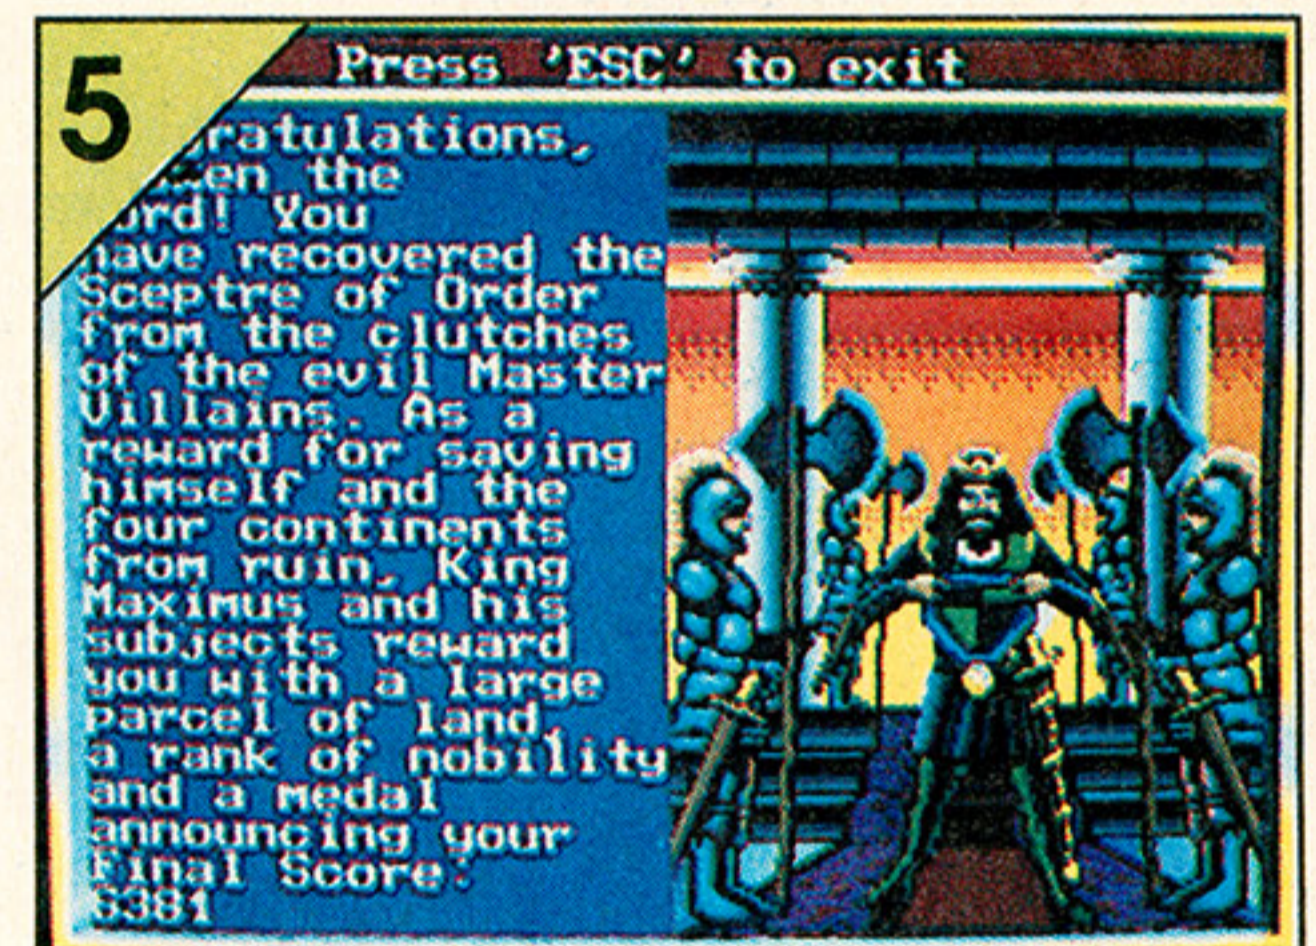 5
Press 'ESC' to exit
gratulations,
the
ord! You
have recovered the
Sceptre of Order
from the clutches
of the evil Master
Villains. As a
reward for saving
himself and the
four continents
from ruin, King
Maximus and his
subjects reward
you with a large
parcel of land,
a rank of nobility
and a medal
announcing your
Final Score: